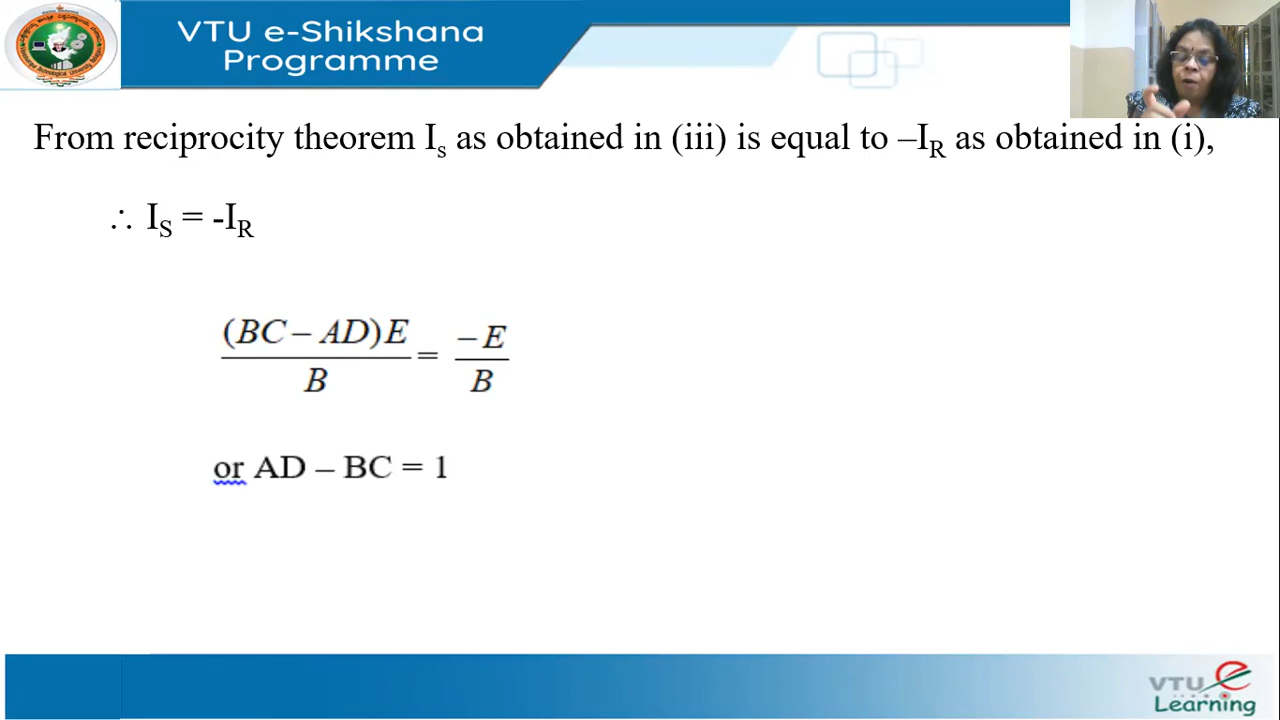 VTU e-Shikshana
Programme
From reciprocity theorem Iₛ as obtained in (iii) is equal to –I_R as obtained in (i),
∴ I_S = -I_R
(BC – AD)E / B = – E / B
or AD – BC = 1
VTU e
Learning